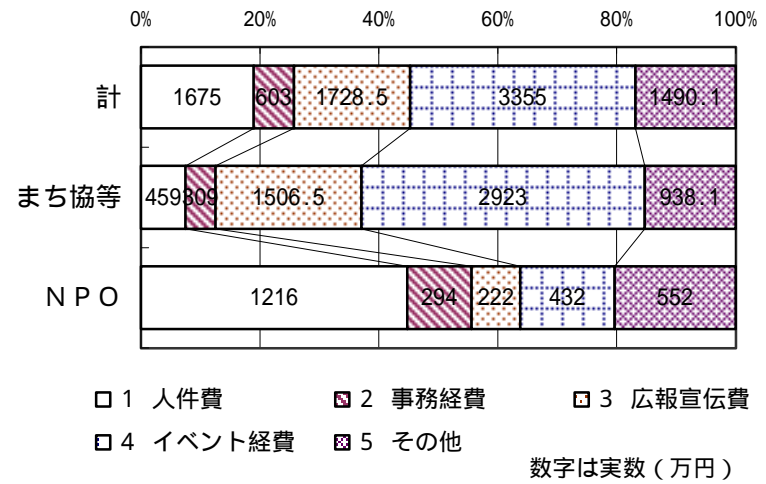 0% 20% 40% 60% 80% 100%
計 1675 603 1728.5 3355 1490.1
まち協等 459 309 1506.5 2923 938.1
ＮＰＯ 1216 294 222 432 552
1 人件費 2 事務経費 3 広報宣伝費
4 イベント経費 5 その他
数字は実数（万円）